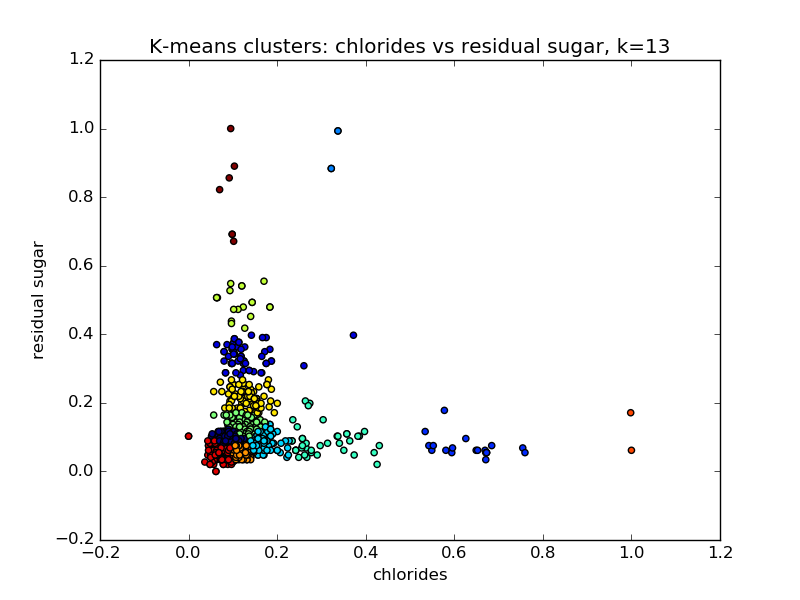 K-means clusters: chlorides vs residual sugar, k=13
1.2
1.0
0.8
0.6
0.4
0.2
0.0
−0.2
residual sugar
−0.2 0.0 0.2 0.4 0.6 0.8 1.0 1.2
chlorides